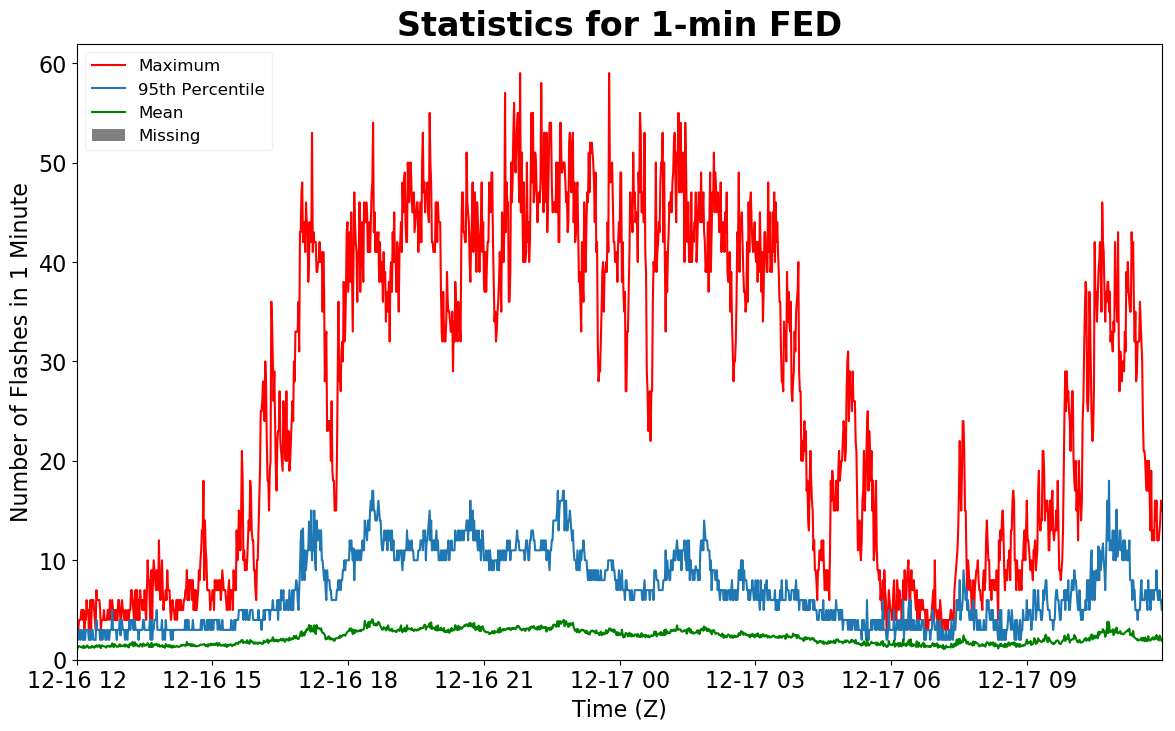 Statistics for 1-min FED
Maximum
95th Percentile
Mean
Missing
60
50
40
30
20
10
0
Number of Flashes in 1 Minute
12-16 12 12-16 15 12-16 18 12-16 21 12-17 00 12-17 03 12-17 06 12-17 09
Time (Z)